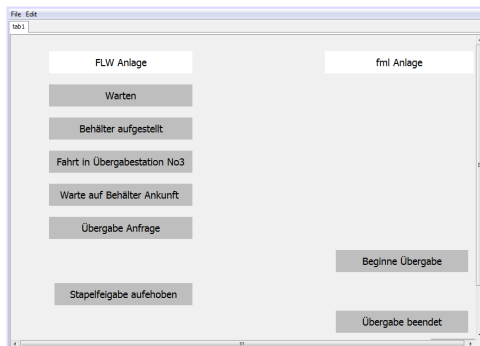 File Edit
tab1
FLW Anlage
fml Anlage
Warten
Behälter aufgestellt
Fahrt in Übergabestation No3
Warte auf Behälter Ankunft
Übergabe Anfrage
Beginne Übergabe
Stapelfeigabe aufehoben
Übergabe beendet